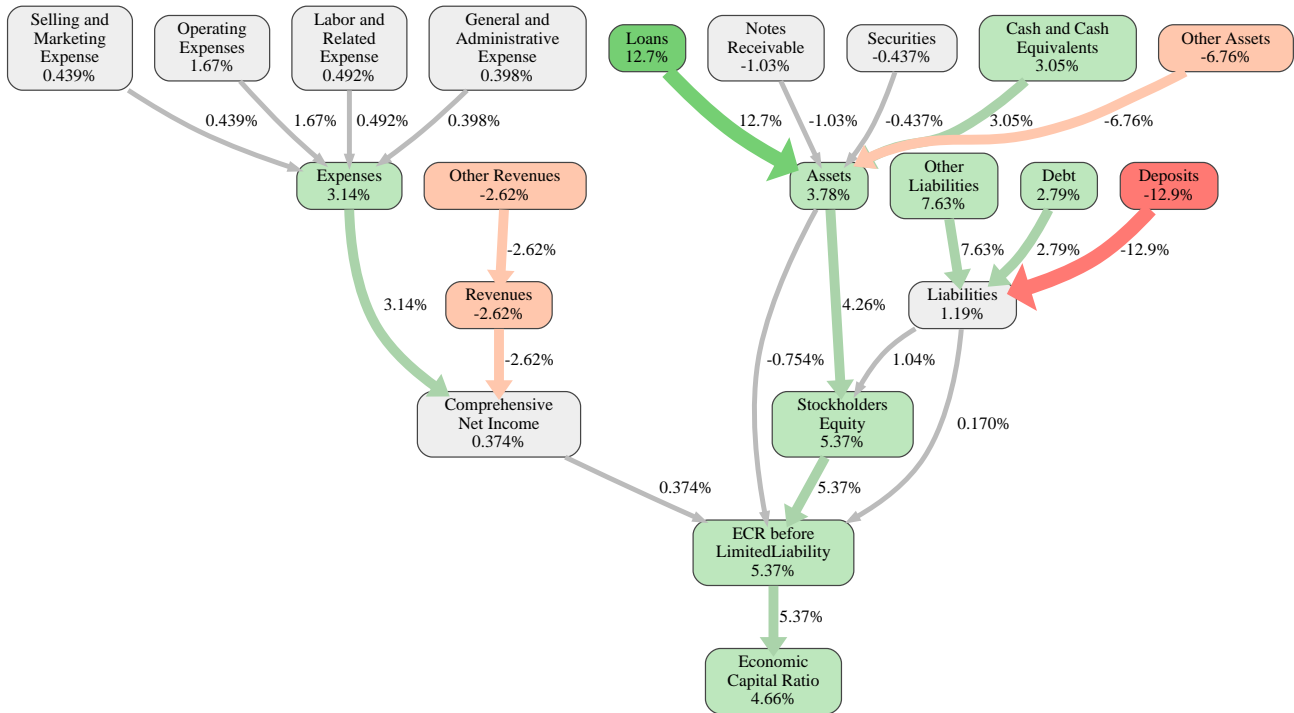 Selling and
Marketing
Expense
0.439%
Operating
Expenses
1.67%
Labor and
Related
Expense
0.492%
General and
Administrative
Expense
0.398%
Loans
12.7%
Notes
Receivable
-1.03%
Securities
-0.437%
Cash and Cash
Equivalents
3.05%
Other Assets
-6.76%
0.439%
1.67%
0.492%
0.398%
12.7%
-1.03%
-0.437%
3.05%
-6.76%
Expenses
3.14%
Other Revenues
-2.62%
Assets
3.78%
Other
Liabilities
7.63%
Debt
2.79%
Deposits
-12.9%
-2.62%
7.63%
2.79%
-12.9%
3.14%
Revenues
-2.62%
4.26%
Liabilities
1.19%
-2.62%
-0.754%
1.04%
Comprehensive
Net Income
0.374%
Stockholders
Equity
5.37%
0.170%
0.374%
5.37%
ECR before
LimitedLiability
5.37%
5.37%
Economic
Capital Ratio
4.66%